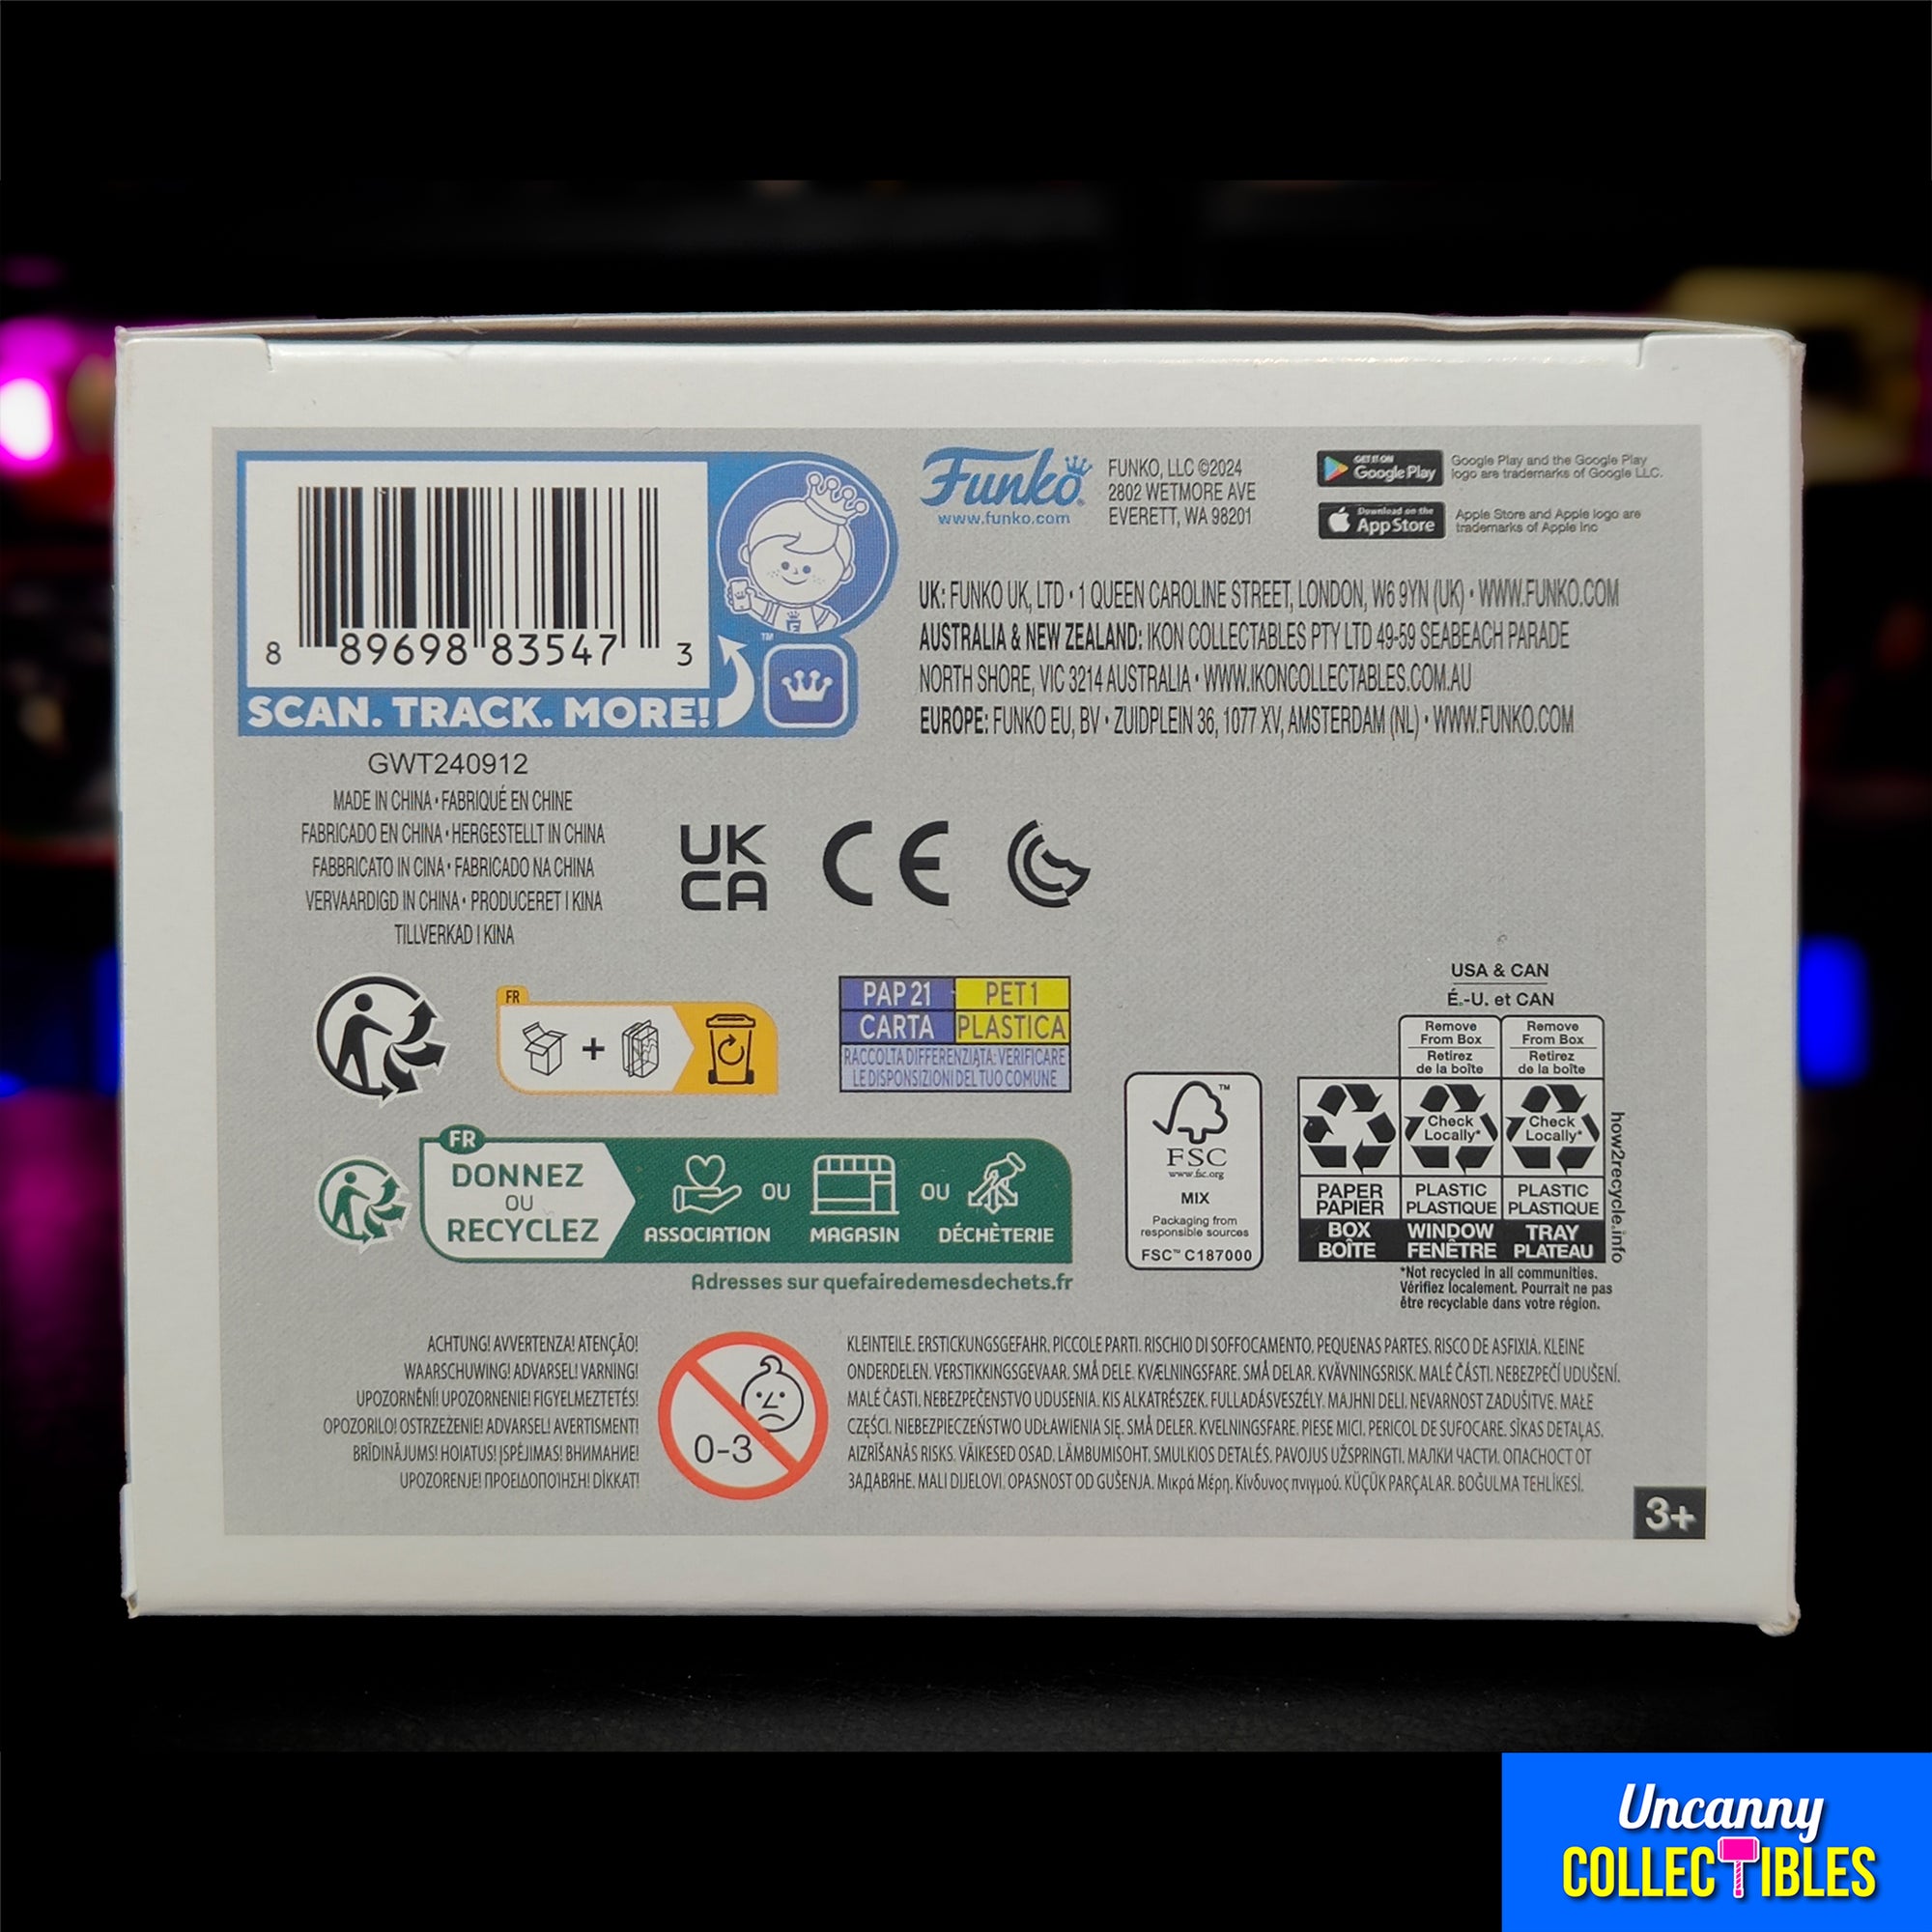 8 89698 83547 3
SCAN. TRACK. MORE!
™
Funko®
www.funko.com
FUNKO, LLC ©2024
2802 WETMORE AVE
EVERETT, WA 98201
GET IT ON
Google Play
Google Play and the Google Play
logo are trademarks of Google LLC.
Download on the
App Store
Apple Store and Apple logo are
trademarks of Apple Inc
UK: FUNKO UK, LTD • 1 QUEEN CAROLINE STREET, LONDON, W6 9YN (UK) • WWW.FUNKO.COM
AUSTRALIA & NEW ZEALAND: IKON COLLECTABLES PTY LTD 49-59 SEABEACH PARADE
NORTH SHORE, VIC 3214 AUSTRALIA • WWW.IKONCOLLECTABLES.COM.AU
EUROPE: FUNKO EU, BV • ZUIDPLEIN 36, 1077 XV, AMSTERDAM (NL) • WWW.FUNKO.COM
GWT240912
MADE IN CHINA • FABRIQUÉ EN CHINE
FABRICADO EN CHINA • HERGESTELLT IN CHINA
FABBRICATO IN CINA • FABRICADO NA CHINA
VERVAARDIGD IN CHINA • PRODUCERET I KINA
TILLVERKAD I KINA
UK
CA
CE
FR
+
PAP 21 PET 1
CARTA PLASTICA
RACCOLTA DIFFERENZIATA: VERIFICARE
LE DISPONSIZIONI DEL TUO COMUNE
FR
DONNEZ
OU
RECYCLEZ
ASSOCIATION OU MAGASIN OU DÉCHÈTERIE
Adresses sur quefairedemesdechets.fr
™
FSC
www.fsc.org
MIX
Packaging from
responsible sources
FSC™ C187000
USA & CAN
É.-U. et CAN
Remove From Box
Retirez de la boîte
Remove From Box
Retirez de la boîte
Check Locally*
Check Locally*
PAPER PAPIER
PLASTIC PLASTIQUE
PLASTIC PLASTIQUE
BOX BOÎTE
WINDOW FENÊTRE
TRAY PLATEAU
how2recycle.info
*Not recycled in all communities.
Vérifiez localement. Pourrait ne pas
être recyclable dans votre région.
ACHTUNG! AVVERTENZA! ATENÇÃO!
WAARSCHUWING! ADVARSEL! VARNING!
UPOZORNĚNÍ! UPOZORNENIE! FIGYELMEZTETÉS!
OPOZORILO! OSTRZEŻENIE! ADVARSEL! AVERTISMENT!
BRĪDINĀJUMS! HOIATUS! ĮSPĖJIMAS! ВНИМАНИЕ!
UPOZORENJE! ΠΡΟΕΙΔΟΠΟΊΗΣΗ! DİKKAT!
0-3
KLEINTEILE. ERSTICKUNGSGEFAHR. PICCOLE PARTI. RISCHIO DI SOFFOCAMENTO. PEQUENAS PARTES. RISCO DE ASFIXIA. KLEINE
ONDERDELEN. VERSTIKKINGSGEVAAR. SMÅ DELE. KVÆLNINGSFARE. SMÅ DELAR. KVÄVNINGSRISK. MALÉ ČÁSTI. NEBEZPEČÍ UDUŠENÍ.
MALÉ ČASTI. NEBEZPEČENSTVO UDUSENIA. KIS ALKATRÉSZEK. FULLADÁSVESZÉLY. MAJHNI DELI. NEVARNOST ZADUŠITVE. MAŁE
CZĘŚCI. NIEBEZPIECZEŃSTWO UDŁAWIENIA SIĘ. SMÅ DELER. KVELNINGSFARE. PIESE MICI. PERICOL DE SUFOCARE. SĪKAS DETAĻAS.
AIZRĪŠANĀS RISKS. VÄIKESED OSAD. LÄMBUMISOHT. SMULKIOS DETALĖS. PAVOJUS UŽSPRINGTI. МАЛКИ ЧАСТИ. ОПАСНОСТ ОТ
ЗАДАВЯНЕ. MALI DIJELOVI. OPASNOST OD GUŠENJA. Μικρά Μέρη. Κίνδυνος πνιγμού. KÜÇÜK PARÇALAR. BOĞULMA TEHLİKESİ.
3+
Uncanny
COLLECTIBLES